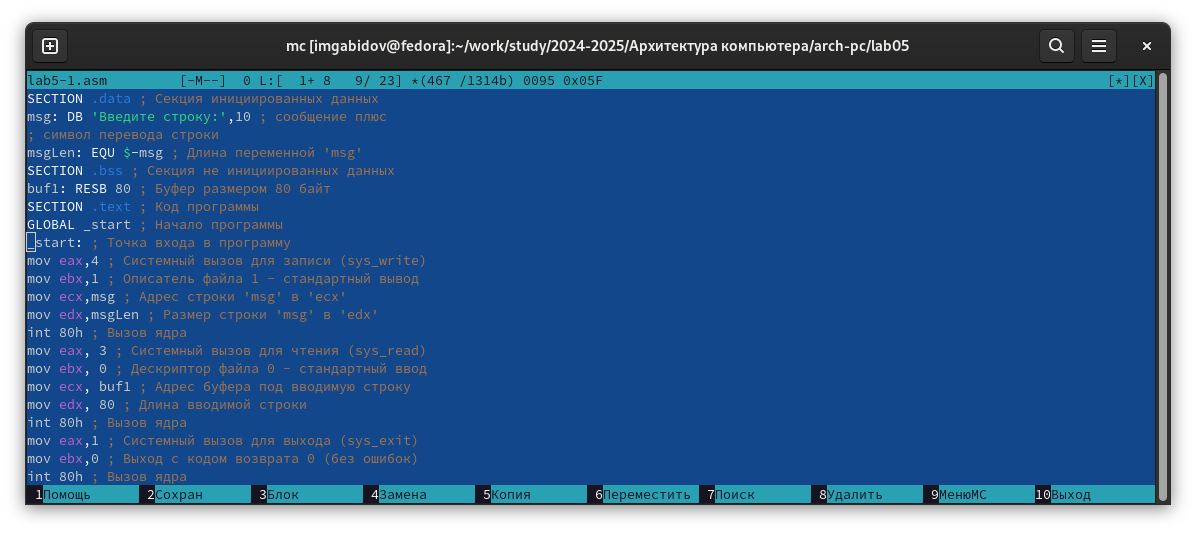 mc [imgabidov@fedora]:~/work/study/2024-2025/Архитектура компьютера/arch-pc/lab05
lab5-1.asm [-M--] 0 L:[ 1+ 8 9/ 23] *(467 /1314b) 0095 0x05F [*][X]
SECTION .data ; Секция инициированных данных
msg: DB 'Введите строку:',10 ; сообщение плюс
; символ перевода строки
msgLen: EQU $-msg ; Длина переменной 'msg'
SECTION .bss ; Секция не инициированных данных
buf1: RESB 80 ; Буфер размером 80 байт
SECTION .text ; Код программы
GLOBAL _start ; Начало программы
_start: ; Точка входа в программу
mov eax,4 ; Системный вызов для записи (sys_write)
mov ebx,1 ; Описатель файла 1 - стандартный вывод
mov ecx,msg ; Адрес строки 'msg' в 'ecx'
mov edx,msgLen ; Размер строки 'msg' в 'edx'
int 80h ; Вызов ядра
mov eax, 3 ; Системный вызов для чтения (sys_read)
mov ebx, 0 ; Дескриптор файла 0 - стандартный ввод
mov ecx, buf1 ; Адрес буфера под вводимую строку
mov edx, 80 ; Длина вводимой строки
int 80h ; Вызов ядра
mov eax,1 ; Системный вызов для выхода (sys_exit)
mov ebx,0 ; Выход с кодом возврата 0 (без ошибок)
int 80h ; Вызов ядра
1Помощь 2Сохран 3Блок 4Замена 5Копия 6Переместить 7Поиск 8Удалить 9МенюMC 10Выход